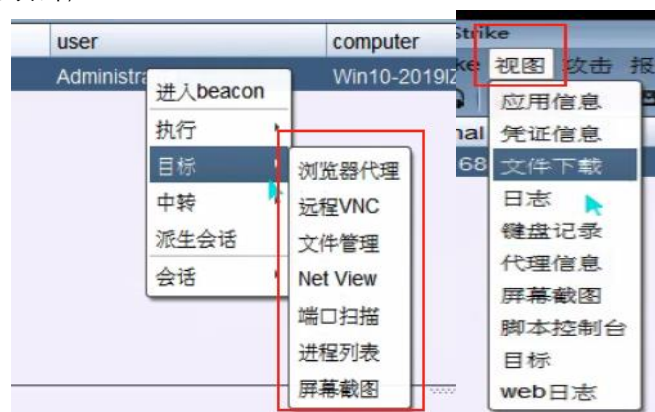 user computer
Administra Win10-2019
进入beacon
执行
目标
中转
派生会话
会话
浏览器代理
远程VNC
文件管理
Net View
端口扫描
进程列表
屏幕截图
Strike
ke 视图 攻击 报
应用信息
nal 凭证信息
68 文件下载
日志
键盘记录
代理信息
屏幕截图
脚本控制台
目标
web日志